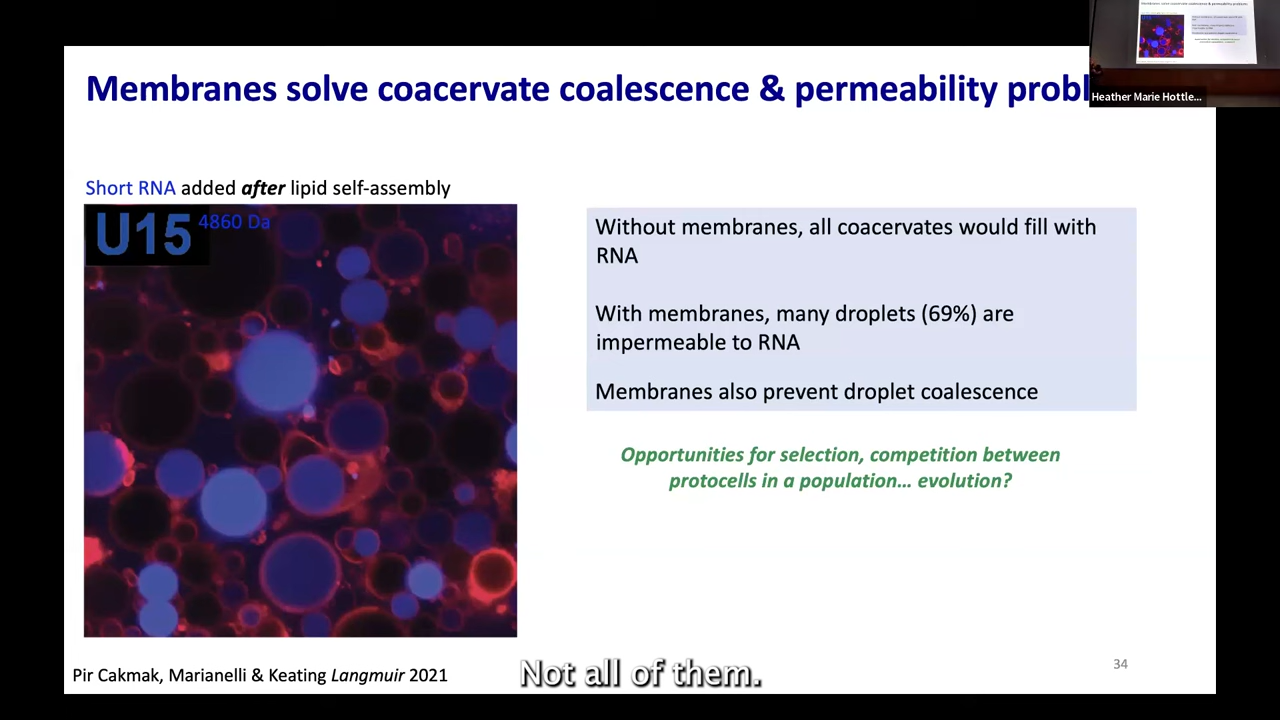 Membranes solve coacervate coalescence & permeability probl
Heather Marie Hottle...
Short RNA added after lipid self-assembly
U15 4860 Da
Without membranes, all coacervates would fill with
RNA
With membranes, many droplets (69%) are
impermeable to RNA
Membranes also prevent droplet coalescence
Opportunities for selection, competition between
protocells in a population... evolution?
Pir Cakmak, Marianelli & Keating Langmuir 2021
Not all of them.
34